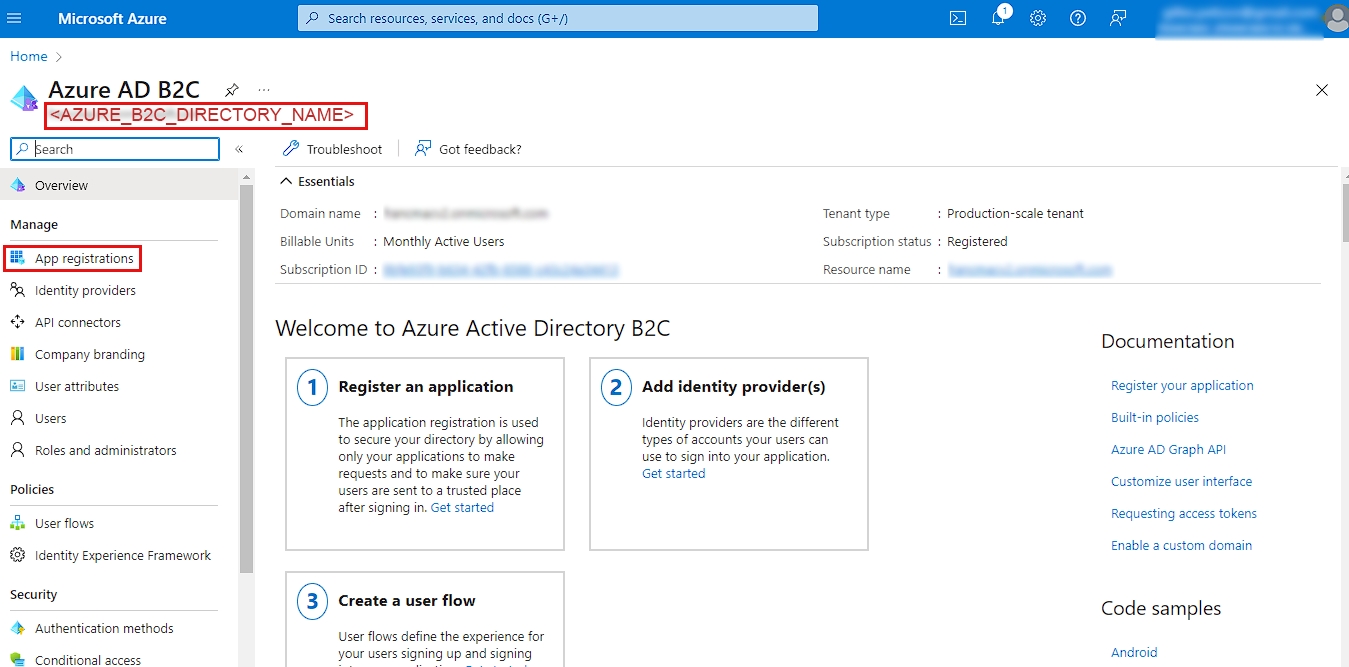 Microsoft Azure
Search resources, services, and docs (G+/)
1
Home
Azure AD B2C
...
<AZURE_B2C_DIRECTORY_NAME>
Search
«
Troubleshoot
Got feedback?
Overview
Manage
App registrations
Identity providers
API connectors
Company branding
User attributes
Users
Roles and administrators
Policies
User flows
Identity Experience Framework
Security
Authentication methods
Conditional access
Essentials
Domain name :
Billable Units : Monthly Active Users
Subscription ID :
Tenant type : Production-scale tenant
Subscription status : Registered
Resource name :
Welcome to Azure Active Directory B2C
1 Register an application
The application registration is used
to secure your directory by allowing
only your applications to make
requests and to make sure your
users are sent to a trusted place
after signing in. Get started
2 Add identity provider(s)
Identity providers are the different
types of accounts your users can
use to sign into your application.
Get started
3 Create a user flow
User flows define the experience for
your users signing up and signing
Documentation
Register your application
Built-in policies
Azure AD Graph API
Customize user interface
Requesting access tokens
Enable a custom domain
Code samples
Android